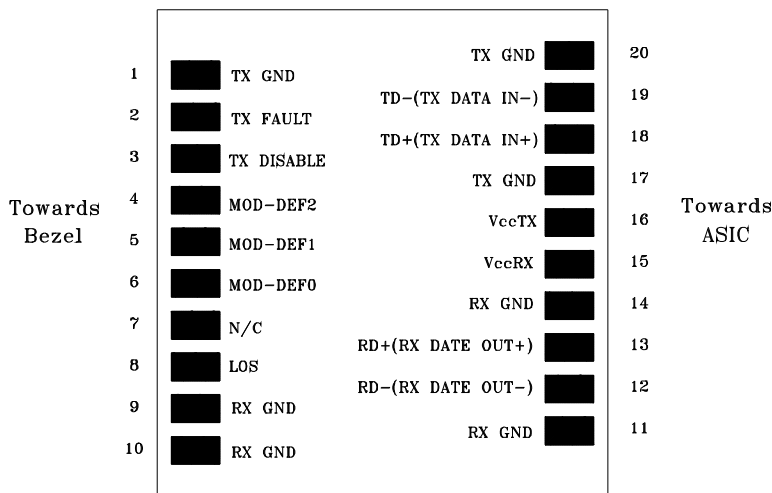 Towards
Bezel
1 TX GND
2 TX FAULT
3 TX DISABLE
4 MOD-DEF2
5 MOD-DEF1
6 MOD-DEF0
7 N/C
8 LOS
9 RX GND
10 RX GND
TX GND 20
TD-(TX DATA IN-) 19
TD+(TX DATA IN+) 18
TX GND 17
VccTX 16
VccRX 15
RX GND 14
RD+(RX DATE OUT+) 13
RD-(RX DATE OUT-) 12
RX GND 11
Towards
ASIC